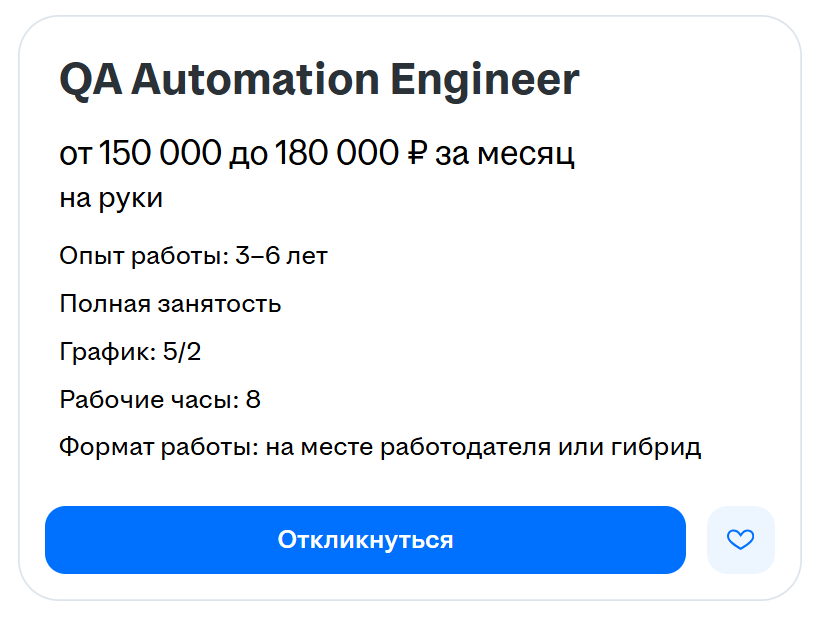 QA Automation Engineer
от 150 000 до 180 000 ₽ за месяц
на руки
Опыт работы: 3–6 лет
Полная занятость
График: 5/2
Рабочие часы: 8
Формат работы: на месте работодателя или гибрид
Откликнуться